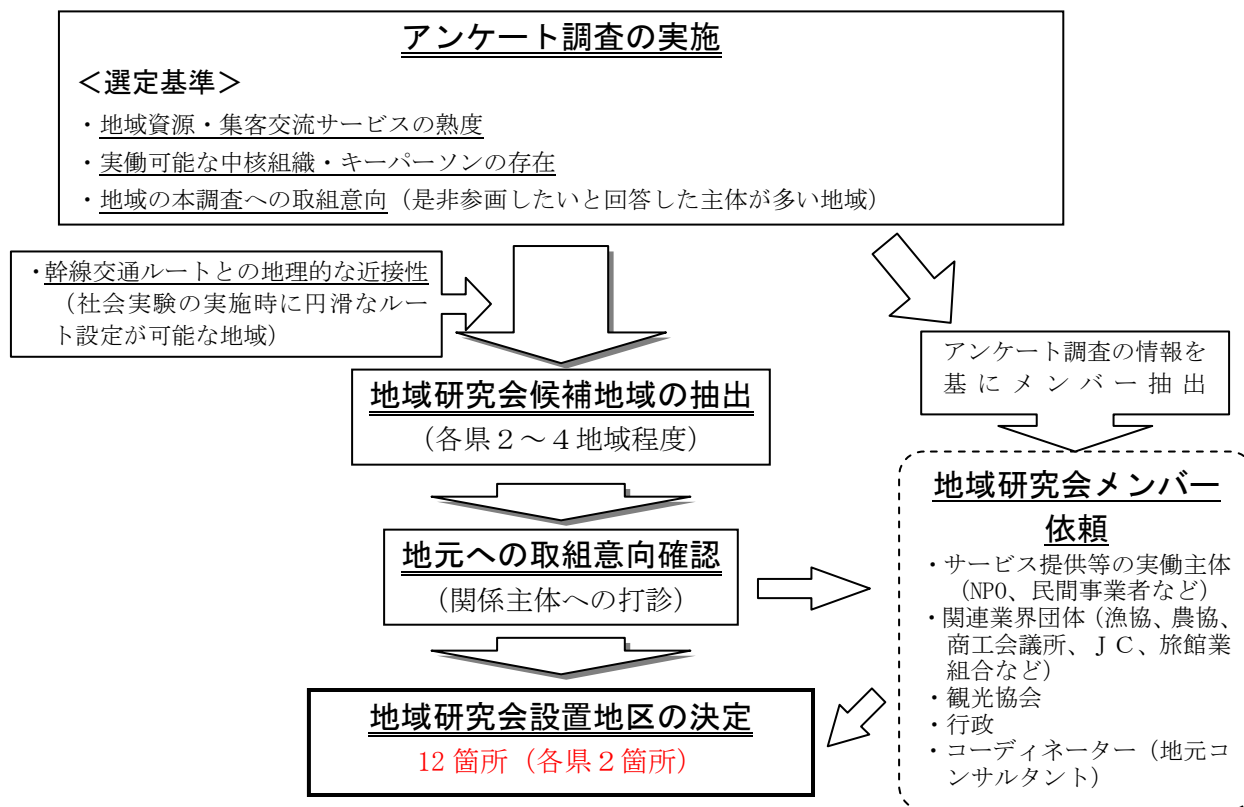 アンケート調査の実施
＜選定基準＞
・地域資源・集客交流サービスの熟度
・実働可能な中核組織・キーパーソンの存在
・地域の本調査への取組意向（是非参画したいと回答した主体が多い地域）
・幹線交通ルートとの地理的な近接性
（社会実験の実施時に円滑なルー
ト設定が可能な地域）
アンケート調査の情報を
基にメンバー抽出
地域研究会候補地域の抽出
（各県２～４地域程度）
地元への取組意向確認
（関係主体への打診）
地域研究会設置地区の決定
12 箇所（各県２箇所）
地域研究会メンバー
依頼
・サービス提供等の実働主体
（NPO、民間事業者など）
・関連業界団体（漁協、農協、
商工会議所、ＪＣ、旅館業
組合など）
・観光協会
・行政
・コーディネーター（地元コ
ンサルタント）